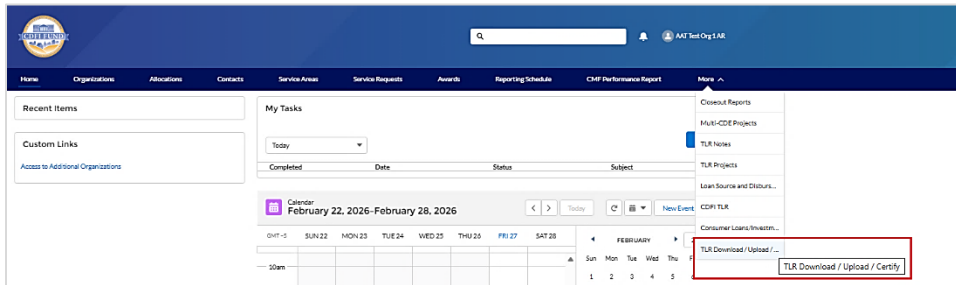 CDFI FUND
AAT Test Org 1 AR
Home Organizations Allocations Contacts Service Areas Service Requests Awards Reporting Schedule CMF Performance Report More
Recent Items
Custom Links
Access to Additional Organizations
My Tasks
Today
Completed Date Status Subject
Calendar
February 22, 2026–February 28, 2026
Today
New Event
GMT-5 SUN 22 MON 23 TUE 24 WED 25 THU 26 FRI 27 SAT 28
10am
FEBRUARY
Sun Mon Tue Wed Thu
1 2 3 4 5
Closeout Reports
Multi-CDE Projects
TLR Notes
TLR Projects
Loan Source and Disburs...
CDFI TLR
Consumer Loans/Investm...
TLR Download / Upload / ...
TLR Download / Upload / Certify